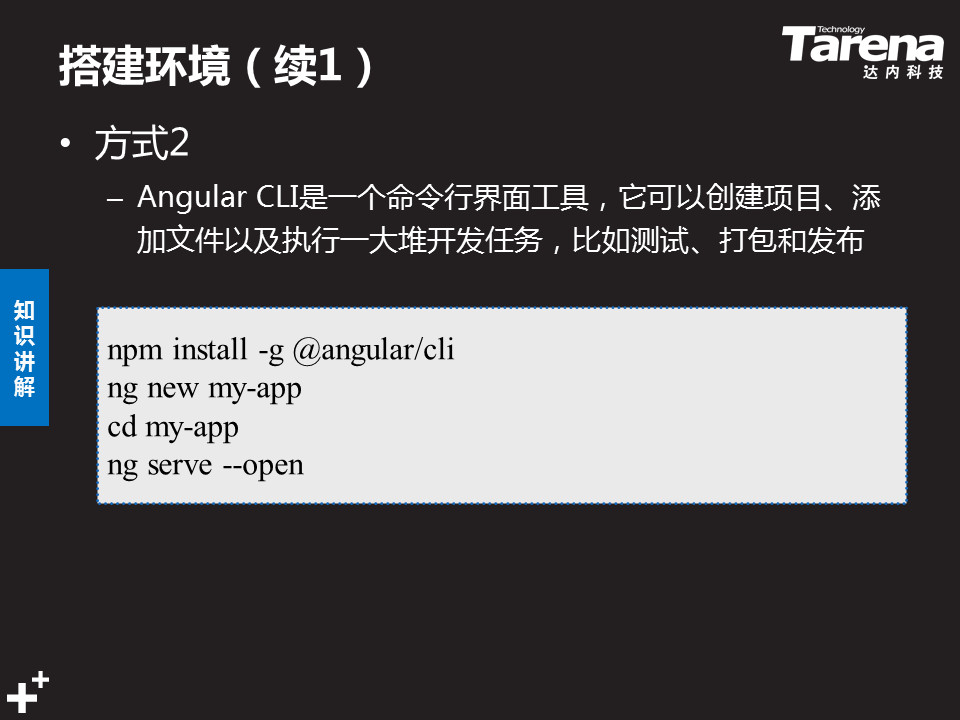 搭建环境（续1）
Technology
Tarena
达内科技
• 方式2
– Angular CLI是一个命令行界面工具，它可以创建项目、添
加文件以及执行一大堆开发任务，比如测试、打包和发布
知
识
讲
解
npm install -g @angular/cli
ng new my-app
cd my-app
ng serve --open